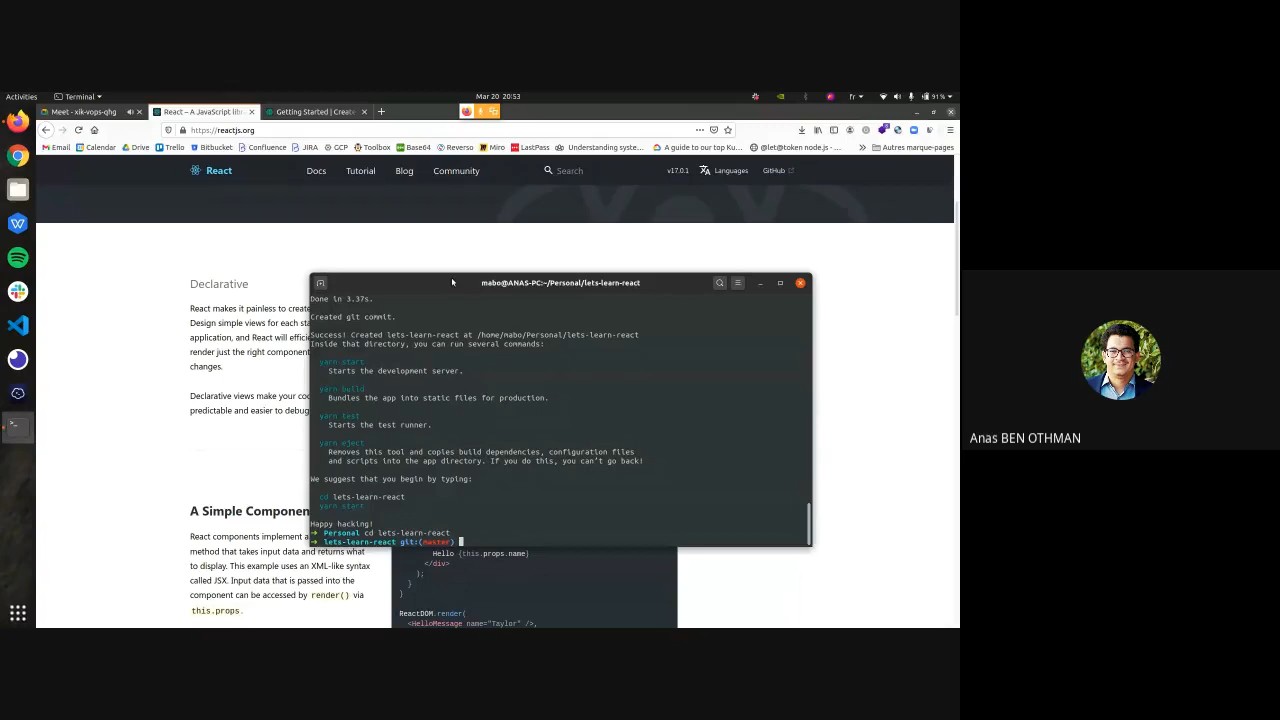 Activities
Terminal
Mar 20 20:53
fr
91%
Meet - xik-vops-qhg
React – A JavaScript libr
Getting Started | Create
https://reactjs.org
Email
Calendar
Drive
Trello
Bitbucket
Confluence
JIRA
GCP
Toolbox
Base64
Reverso
Miro
LastPass
Understanding syste...
A guide to our top Ku...
@let@token node.js -...
Autres marque-pages
React
Docs
Tutorial
Blog
Community
Search
v17.0.1
Languages
GitHub
Declarative
React makes it painless to create
Design simple views for each sta
application, and React will efficie
render just the right component
changes.
Declarative views make your cod
predictable and easier to debug
mabo@ANAS-PC:~/Personal/lets-learn-react
Done in 3.37s.
Created git commit.
Success! Created lets-learn-react at /home/mabo/Personal/lets-learn-react
Inside that directory, you can run several commands:
yarn start
Starts the development server.
yarn build
Bundles the app into static files for production.
yarn test
Starts the test runner.
yarn eject
Removes this tool and copies build dependencies, configuration files
and scripts into the app directory. If you do this, you can't go back!
We suggest that you begin by typing:
cd lets-learn-react
yarn start
Happy hacking!
→ Personal cd lets-learn-react
→ lets-learn-react git:(master)
A Simple Componen
React components implement a
method that takes input data and returns what
to display. This example uses an XML-like syntax
called JSX. Input data that is passed into the
component can be accessed by render() via
this.props.
Hello {this.props.name}
</div>
);
}
}
ReactDOM.render(
<HelloMessage name="Taylor" />,
Anas BEN OTHMAN